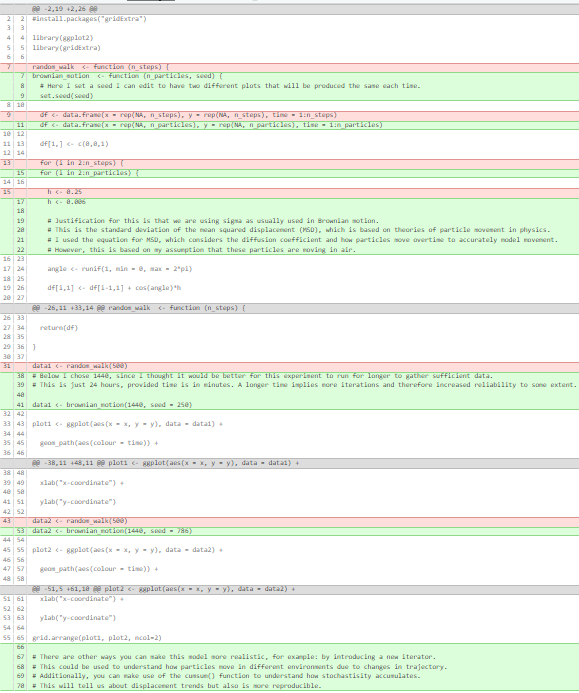 @@ -2,19 +2,26 @@
2 2 #install.packages("gridExtra")
3 3
4 4 library(ggplot2)
5 5 library(gridExtra)
6 6
7 random_walk <- function (n_steps) {
7 brownian_motion <- function (n_particles, seed) {
8 # Here I set a seed I can edit to have two different plots that will be produced the same each time.
9 set.seed(seed)
8 10
9 df <- data.frame(x = rep(NA, n_steps), y = rep(NA, n_steps), time = 1:n_steps)
11 df <- data.frame(x = rep(NA, n_particles), y = rep(NA, n_particles), time = 1:n_particles)
10 12
11 13 df[1,] <- c(0,0,1)
12 14
13 for (i in 2:n_steps) {
15 for (i in 2:n_particles) {
14 16
15 h <- 0.25
17 h <- 0.006
18
19 # Justification for this is that we are using sigma as usually used in Brownian motion.
20 # This is the standard deviation of the mean squared displacement (MSD), which is based on theories of particle movement in physics.
21 # I used the equation for MSD, which considers the diffusion coefficient and how particles move overtime to accurately model movement.
22 # However, this is based on my assumption that these particles are moving in air.
16 23
17 24 angle <- runif(1, min = 0, max = 2*pi)
18 25
19 26 df[i,1] <- df[i-1,1] + cos(angle)*h
20 27
@@ -26,11 +33,14 @@ random_walk <- function (n_steps) {
26 33
27 34 return(df)
28 35
29 36 }
30 37
31 data1 <- random_walk(500)
38 # Below I chose 1440, since I thought it would be better for this experiment to run for longer to gather sufficient data.
39 # This is just 24 hours, provided time is in minutes. A longer time implies more iterations and therefore increased reliability to some extent.
40
41 data1 <- brownian_motion(1440, seed = 250)
32 42
33 43 plot1 <- ggplot(aes(x = x, y = y), data = data1) +
34 44
35 45 geom_path(aes(colour = time)) +
36 46
@@ -38,11 +48,11 @@ plot1 <- ggplot(aes(x = x, y = y), data = data1) +
38 48
39 49 xlab("x-coordinate") +
40 50
41 51 ylab("y-coordinate")
42 52
43 data2 <- random_walk(500)
53 data2 <- brownian_motion(1440, seed = 786)
44 54
45 55 plot2 <- ggplot(aes(x = x, y = y), data = data2) +
46 56
47 57 geom_path(aes(colour = time)) +
48 58
@@ -51,5 +61,10 @@ plot2 <- ggplot(aes(x = x, y = y), data = data2) +
51 61 xlab("x-coordinate") +
52 62
53 63 ylab("y-coordinate")
54 64
55 65 grid.arrange(plot1, plot2, ncol=2)
66
67 # There are other ways you can make this model more realistic, for example: by introducing a new iterator.
68 # This could be used to understand how particles move in different environments due to changes in trajectory.
69 # Additionally, you can make use of the cumsum() function to understand how stochastisity accumulates.
70 # This will tell us about displacement trends but also is more reproducible.